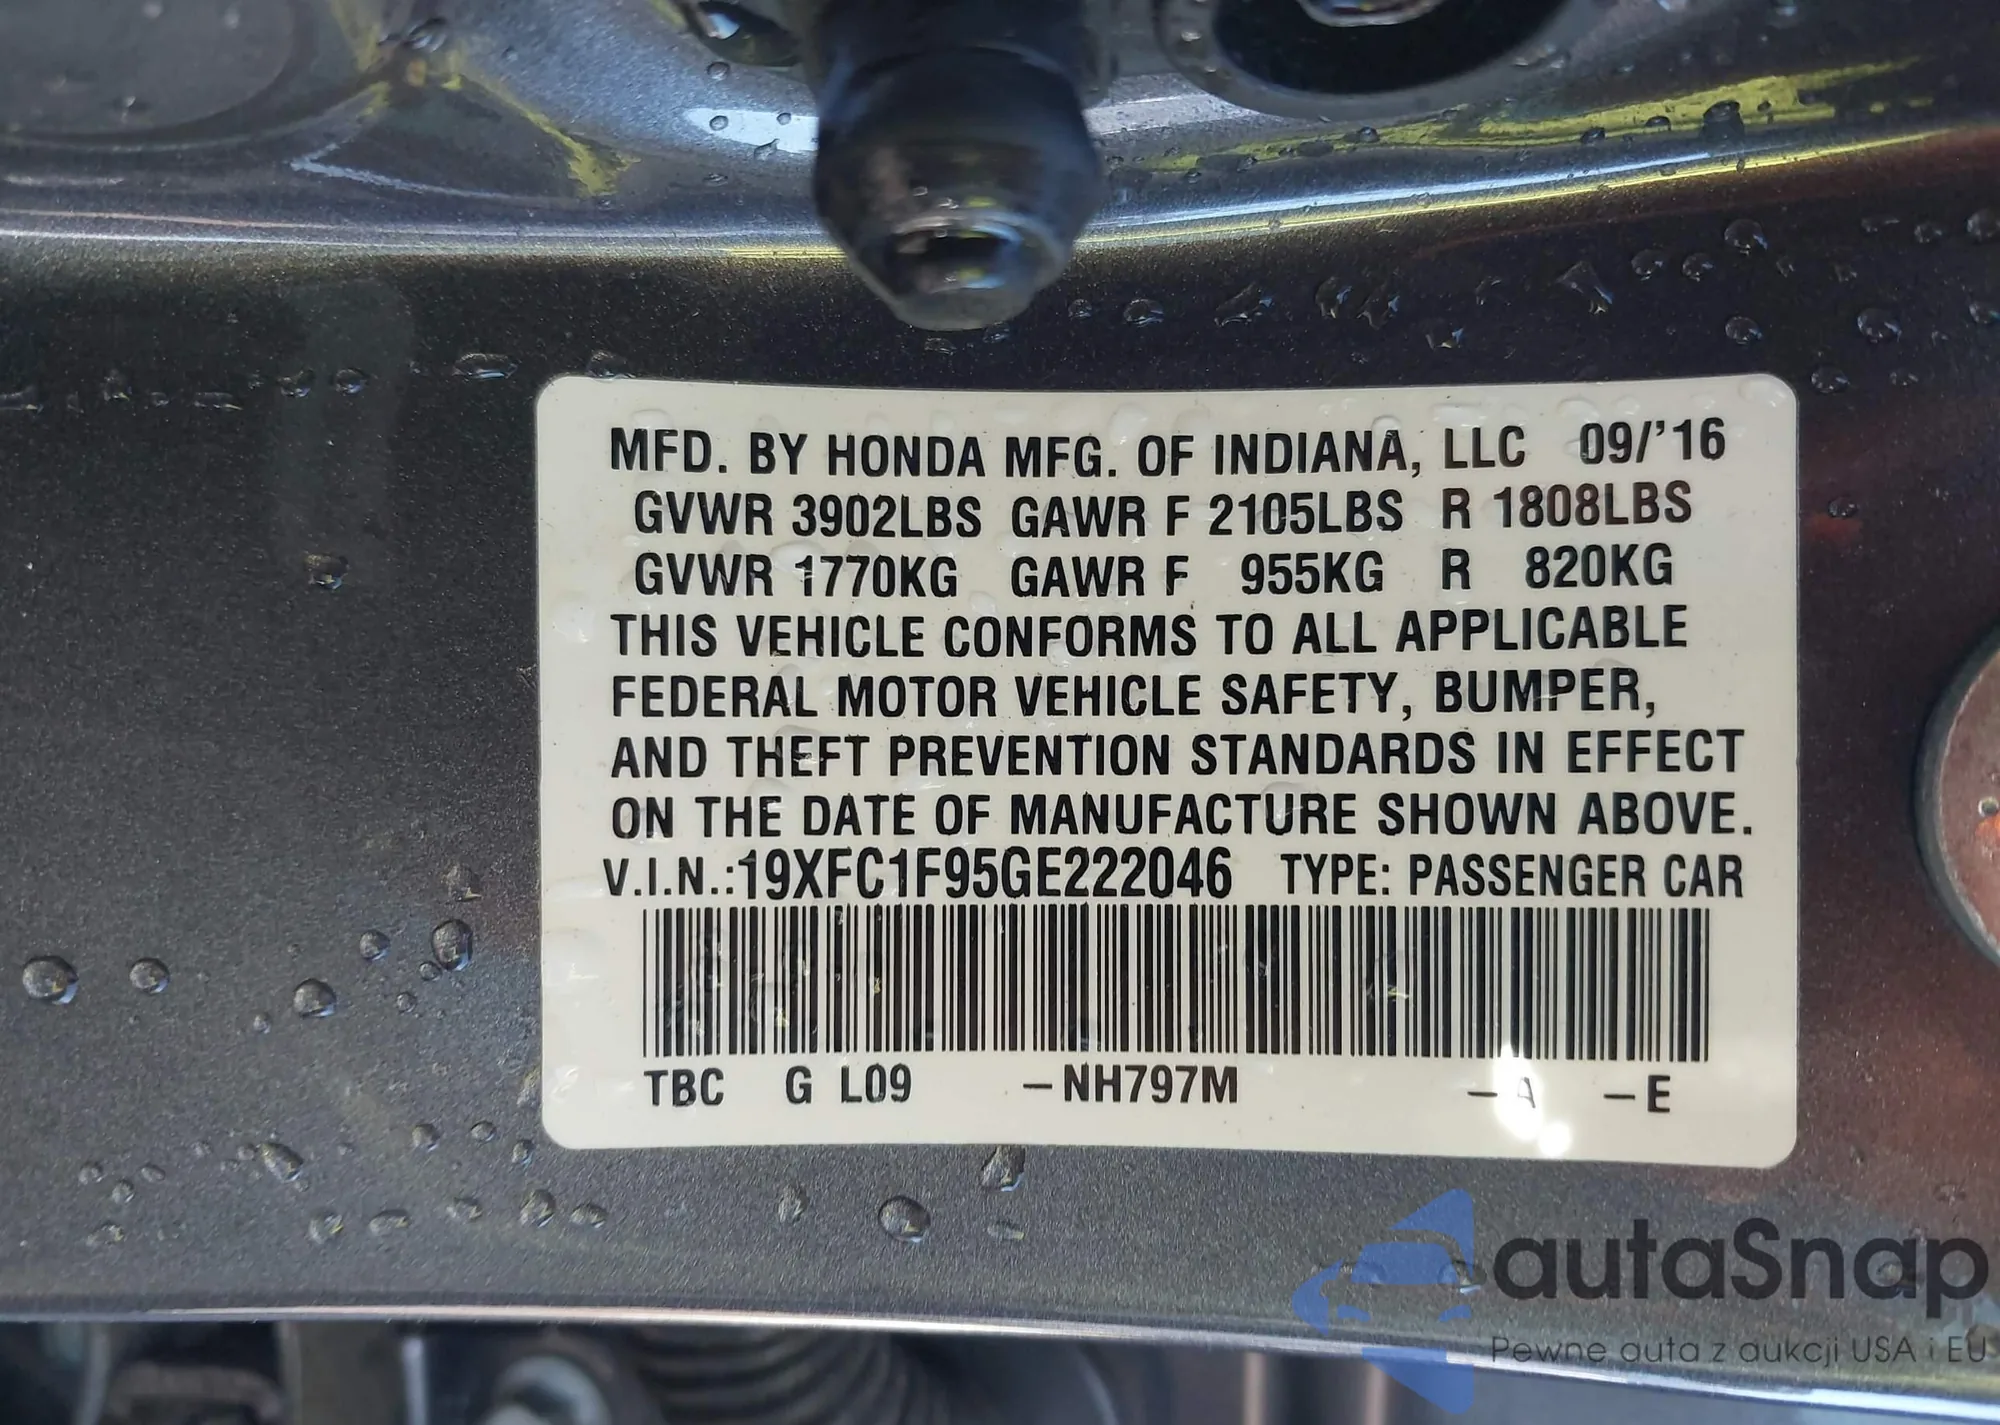 MFD. BY HONDA MFG. OF INDIANA, LLC 09/'16
GVWR 3902LBS GAWR F 2105LBS R 1808LBS
GVWR 1770KG GAWR F 955KG R 820KG
THIS VEHICLE CONFORMS TO ALL APPLICABLE
FEDERAL MOTOR VEHICLE SAFETY, BUMPER,
AND THEFT PREVENTION STANDARDS IN EFFECT
ON THE DATE OF MANUFACTURE SHOWN ABOVE.
V.I.N.:19XFC1F95GE222046 TYPE: PASSENGER CAR
TBC G L09 -NH797M -A -E
autaSnap
Pewne auta z aukcji USA i EU